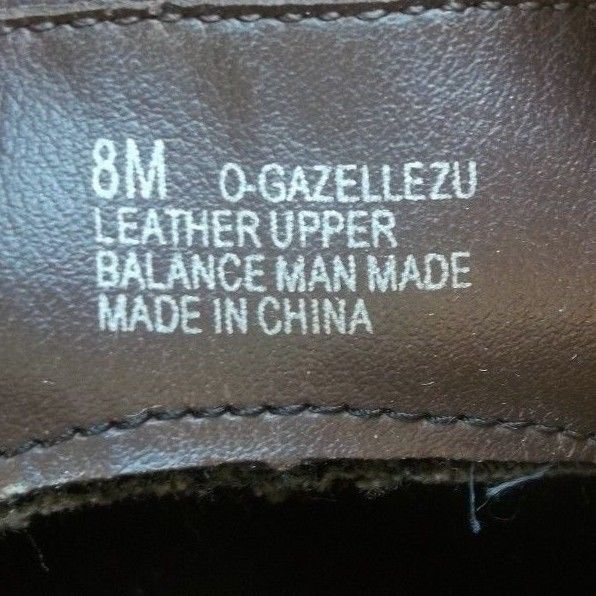 8M O-GAZELLEZU
LEATHER UPPER
BALANCE MAN MADE
MADE IN CHINA